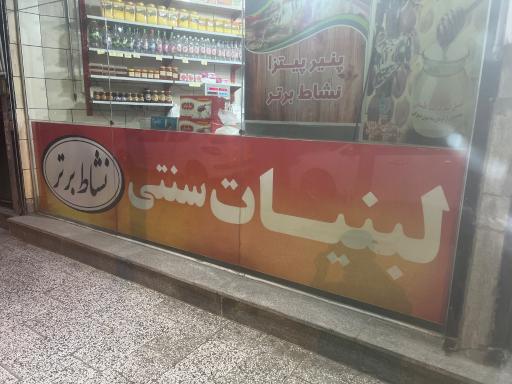 پنیر پیتزا
نشاط برتر
لبنیات سنتی
نشاط برتر